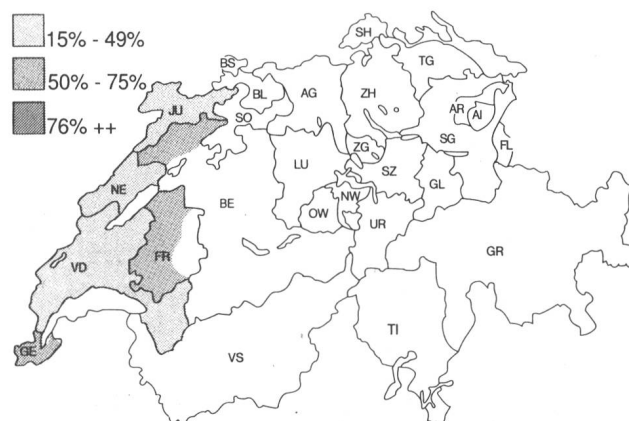 15% - 49%
50% - 75%
76% ++
SH
BS
TG
JU
BL
AG
ZH
AR
AI
SO
SG
ZG
FL
LU
SZ
NE
BE
NW
GL
OW
UR
FR
GR
VD
TI
GE
VS